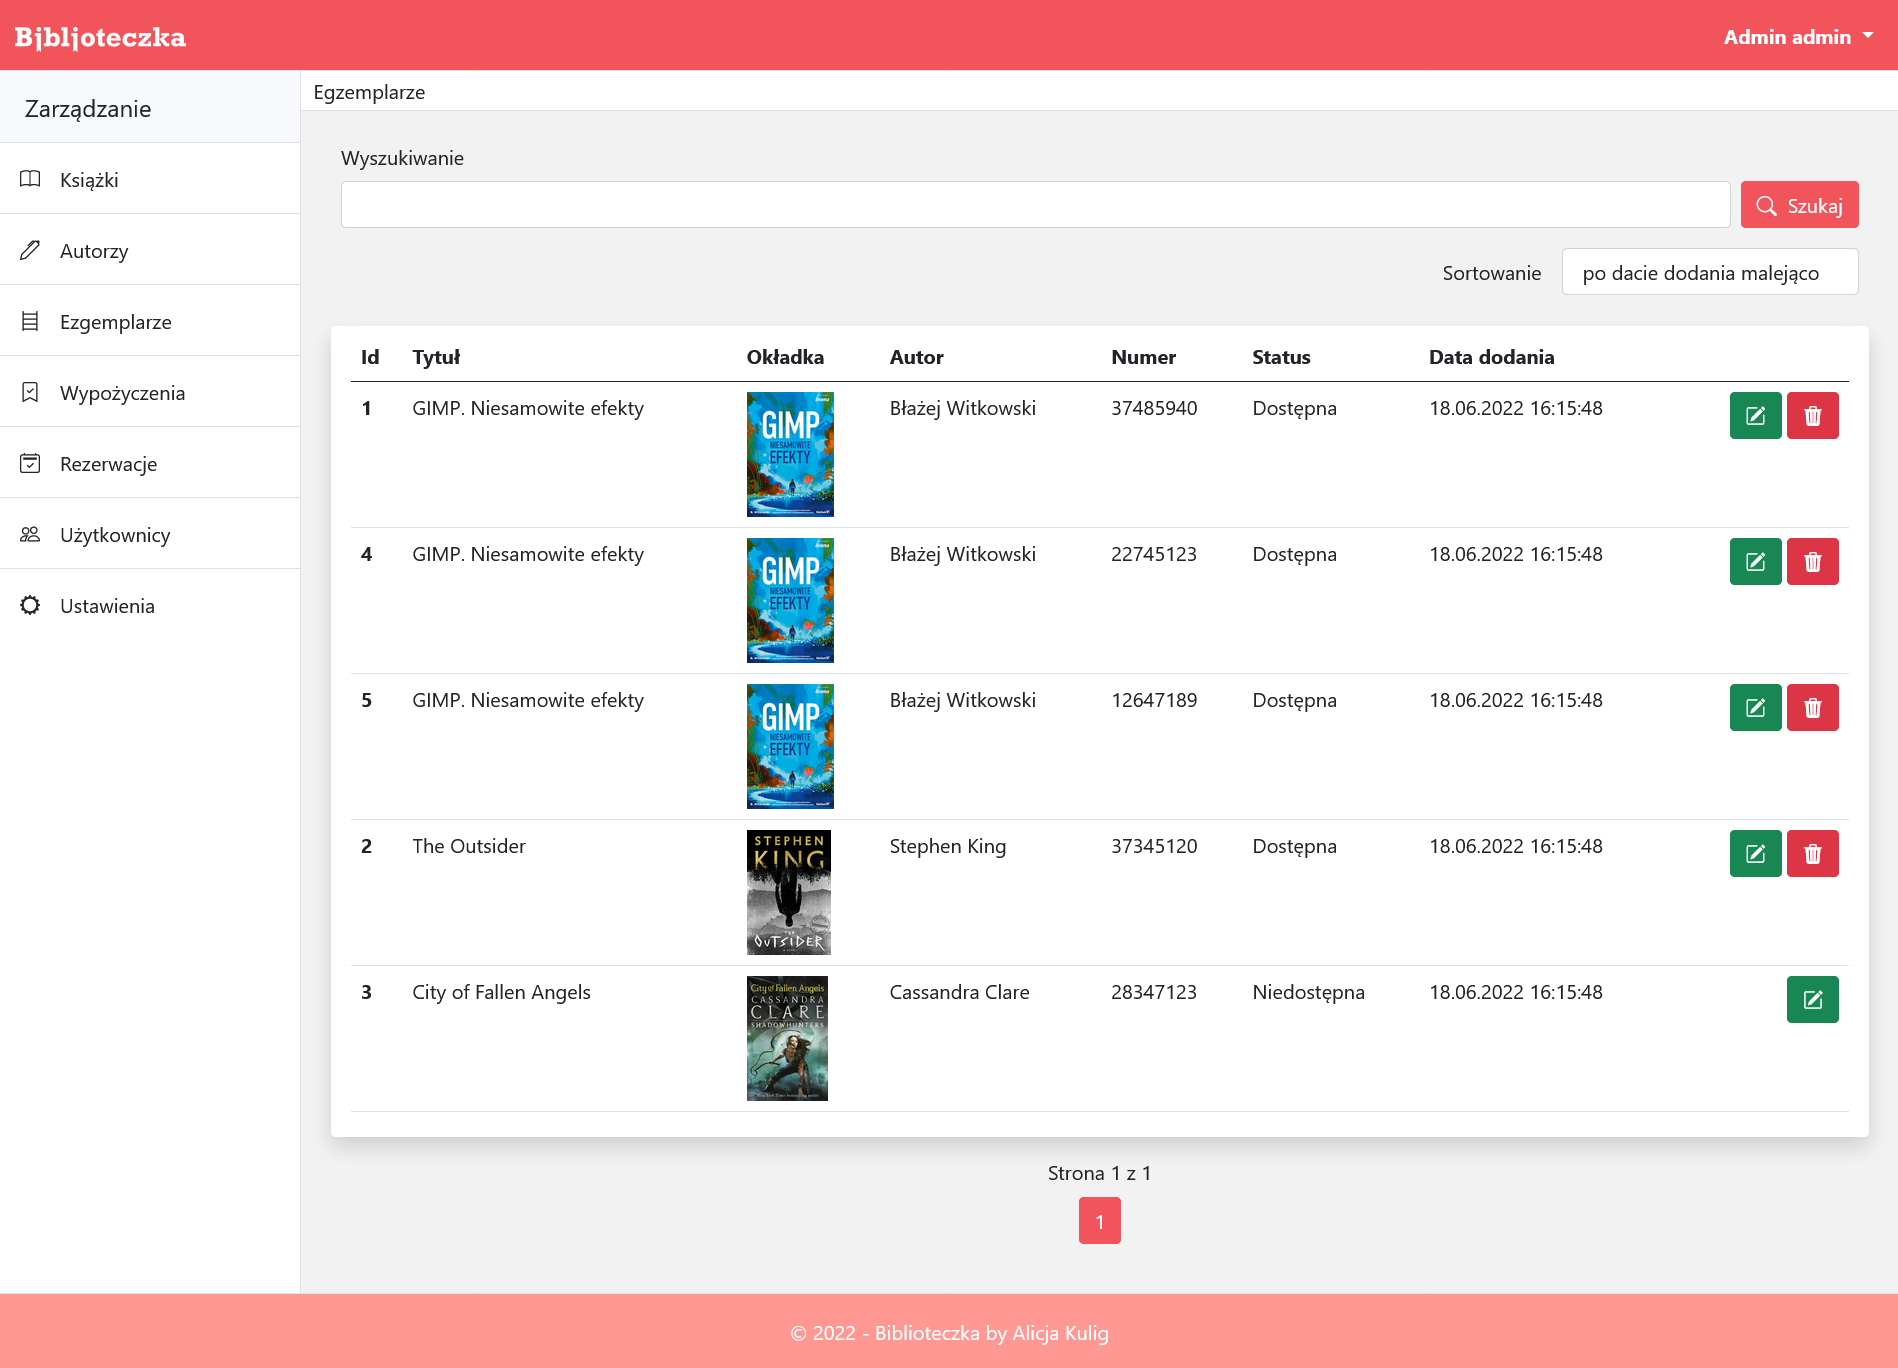 Bjbljoteczka
Admin admin
Zarządzanie
Egzemplarze
Książki
Autorzy
Ezgemplarze
Wypożyczenia
Rezerwacje
Użytkownicy
Ustawienia
Wyszukiwanie
Szukaj
Sortowanie po dacie dodania malejąco
Id Tytuł Okładka Autor Numer Status Data dodania
1 GIMP. Niesamowite efekty Błażej Witkowski 37485940 Dostępna 18.06.2022 16:15:48
GIMP
NIESAMOWITE
EFEKTY
4 GIMP. Niesamowite efekty Błażej Witkowski 22745123 Dostępna 18.06.2022 16:15:48
GIMP
NIESAMOWITE
EFEKTY
5 GIMP. Niesamowite efekty Błażej Witkowski 12647189 Dostępna 18.06.2022 16:15:48
GIMP
NIESAMOWITE
EFEKTY
2 The Outsider Stephen King 37345120 Dostępna 18.06.2022 16:15:48
STEPHEN
KING
THE
OUTSIDER
3 City of Fallen Angels Cassandra Clare 28347123 Niedostępna 18.06.2022 16:15:48
City of Fallen Angels
CASSANDRA
CLARE
SHADOWHUNTERS
Strona 1 z 1
1
© 2022 - Biblioteczka by Alicja Kulig